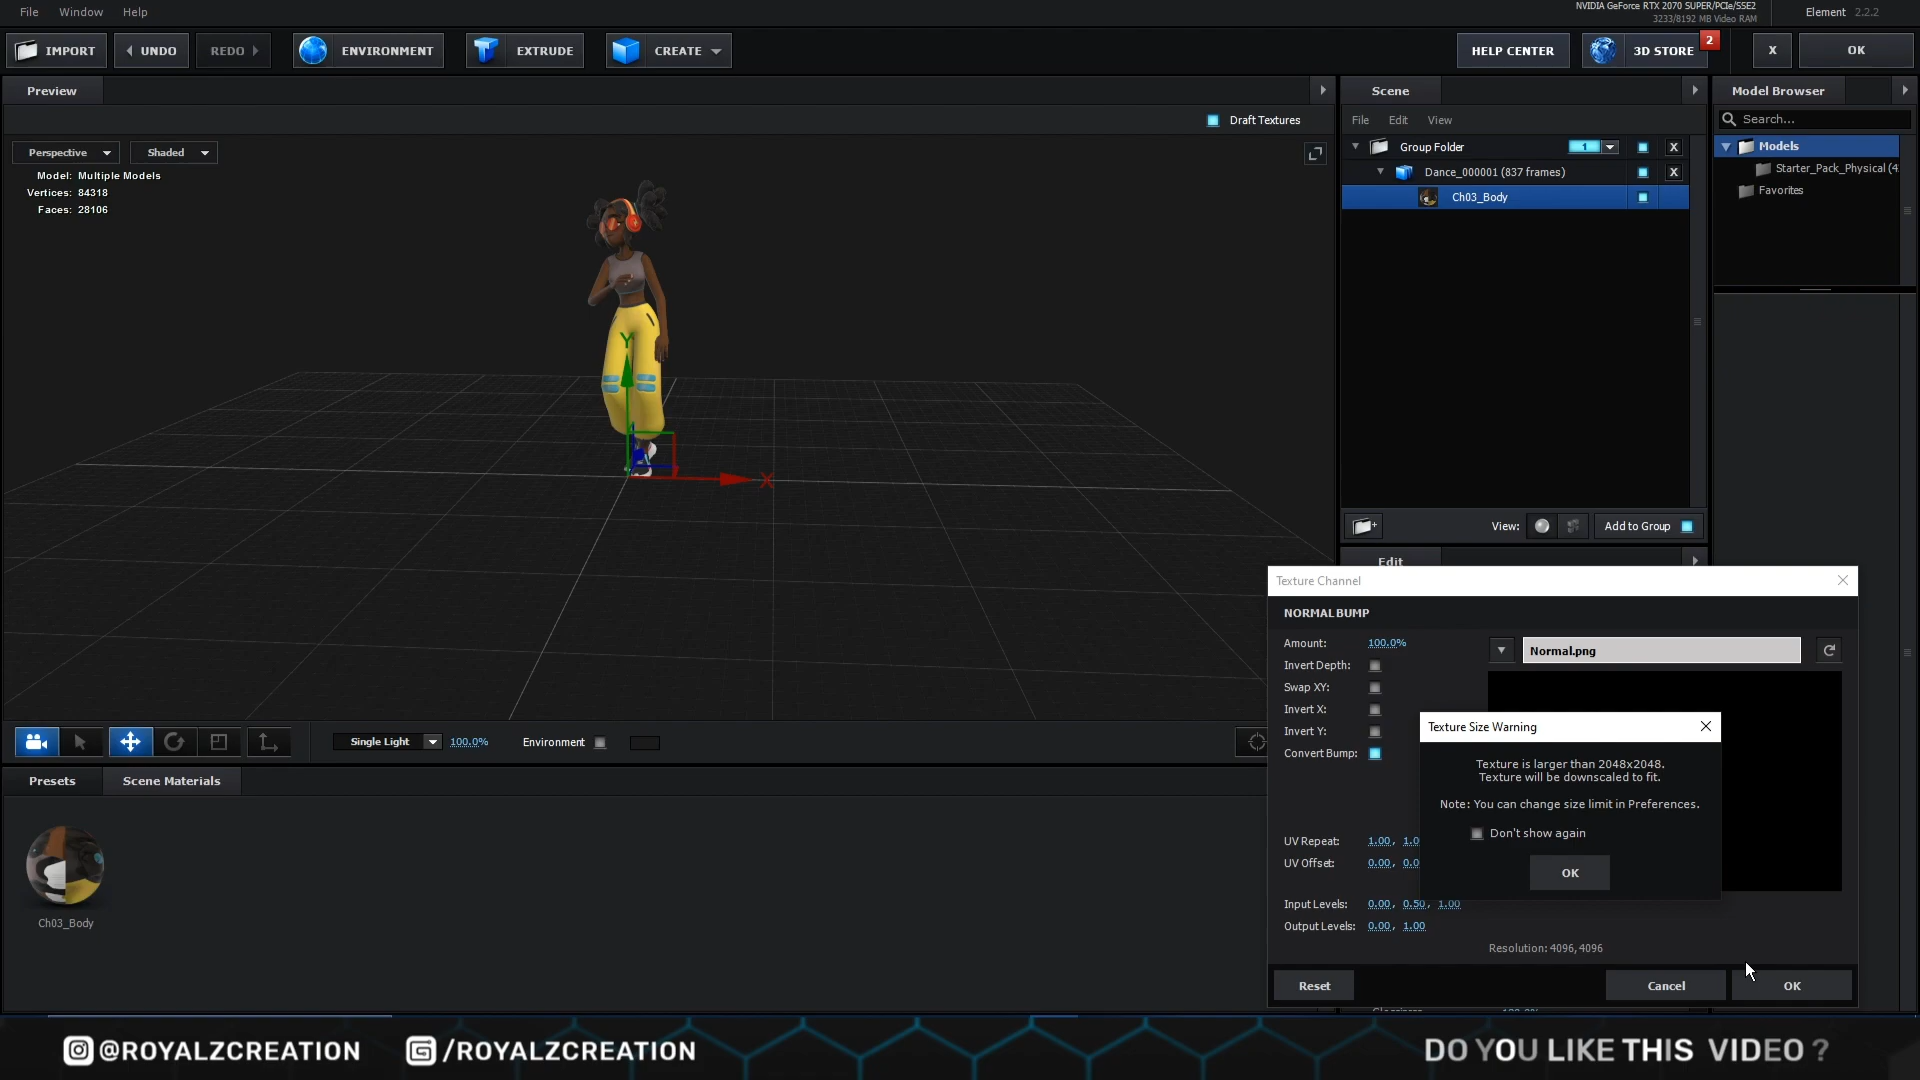 File Window Help
NVIDIA GeForce RTX 2070 SUPER/PCIe/SSE2
3233/8192 MB Video RAM
Element 2.2.2
IMPORT UNDO REDO ENVIRONMENT EXTRUDE CREATE HELP CENTER 3D STORE 2 X OK
Preview
Draft Textures
Perspective Shaded
Model: Multiple Models
Vertices: 84318
Faces: 28106
Y
X
Single Light 100.0% Environment
Presets Scene Materials
Ch03_Body
Scene
File Edit View
Group Folder 1 X
Dance_000001 (837 frames) X
Ch03_Body
View: Add to Group
Edit
Model Browser
Search...
Models
Starter_Pack_Physical (4
Favorites
Texture Channel
NORMAL BUMP
Amount: 100.0%
Normal.png
Invert Depth:
Swap XY:
Invert X:
Invert Y:
Convert Bump:
UV Repeat: 1.00, 1.0
UV Offset: 0.00, 0.0
Input Levels: 0.00, 0.50, 1.00
Output Levels: 0.00, 1.00
Resolution: 4096,4096
Reset Cancel OK
Texture Size Warning
Texture is larger than 2048x2048.
Texture will be downscaled to fit.
Note: You can change size limit in Preferences.
Don't show again
OK
@ROYALZCREATION
/ROYALZCREATION
DO YOU LIKE THIS VIDEO ?